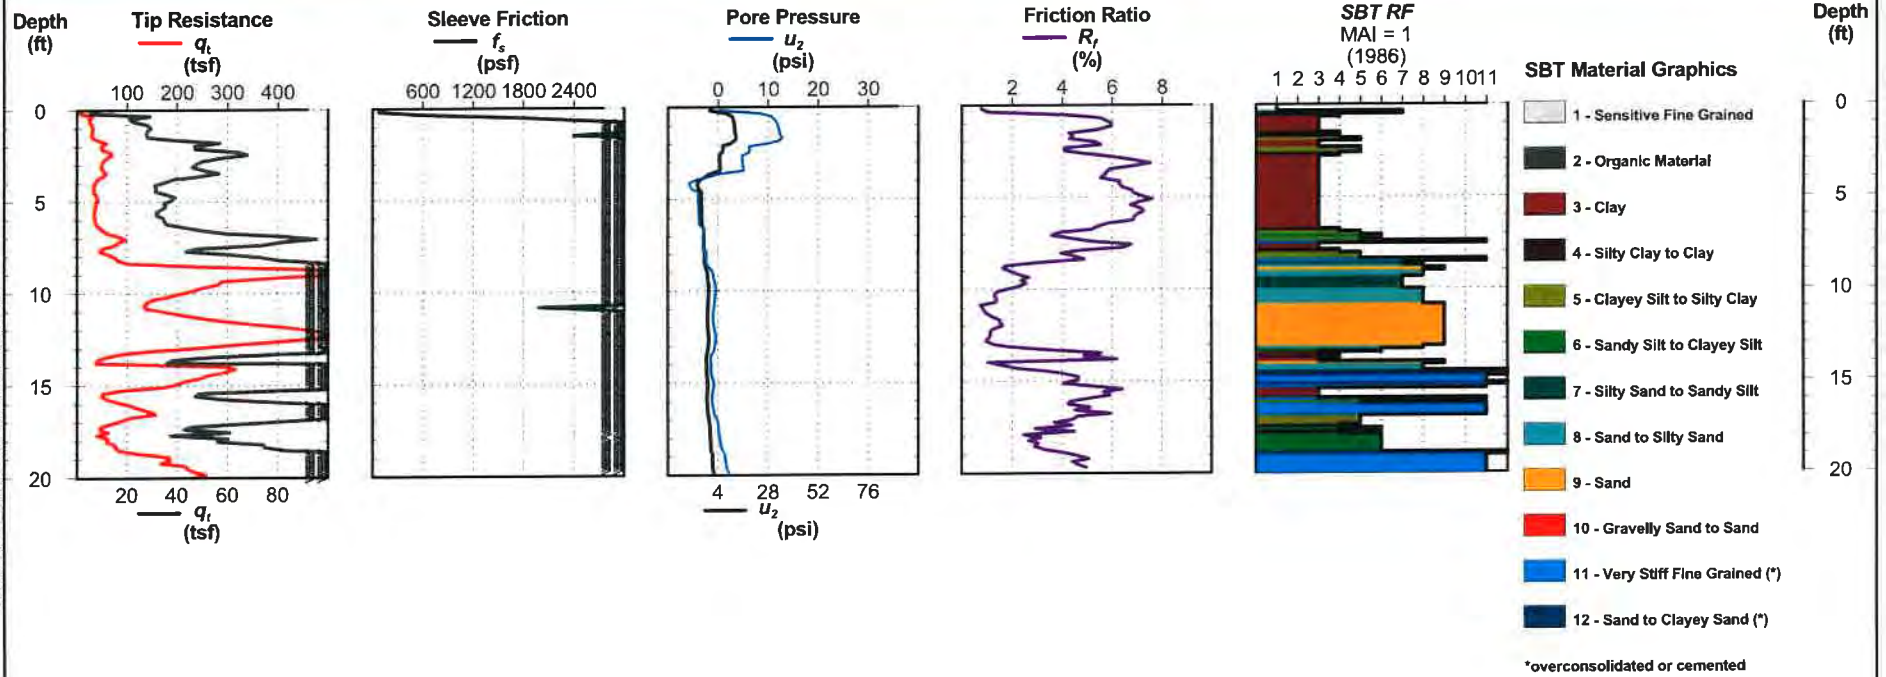 Depth
(ft)
Tip Resistance
qt
(tsf)
100 200 300 400
0
5
10
15
20
20 40 60 80
qt
(tsf)
Sleeve Friction
fs
(psf)
600 1200 1800 2400
Pore Pressure
u2
(psi)
0 10 20 30
4 28 52 76
u2
(psi)
Friction Ratio
Rf
(%)
2 4 6 8
SBT RF
MAI = 1
(1986)
1 2 3 4 5 6 7 8 9 10 11
SBT Material Graphics
1 - Sensitive Fine Grained
2 - Organic Material
3 - Clay
4 - Silty Clay to Clay
5 - Clayey Silt to Silty Clay
6 - Sandy Silt to Clayey Silt
7 - Silty Sand to Sandy Silt
8 - Sand to Silty Sand
9 - Sand
10 - Gravelly Sand to Sand
11 - Very Stiff Fine Grained (*)
12 - Sand to Clayey Sand (*)
*overconsolidated or cemented
Depth
(ft)
0
5
10
15
20